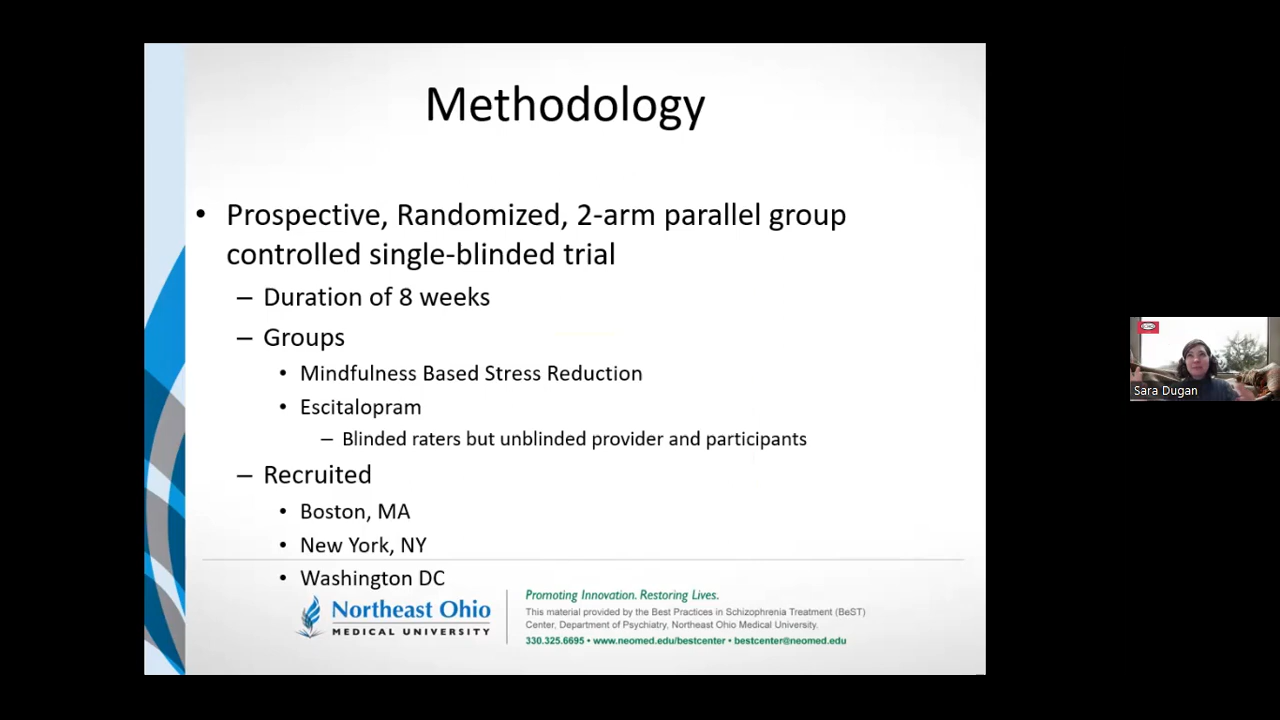 Methodology
• Prospective, Randomized, 2-arm parallel group
controlled single-blinded trial
– Duration of 8 weeks
– Groups
• Mindfulness Based Stress Reduction
• Escitalopram
– Blinded raters but unblinded provider and participants
– Recruited
• Boston, MA
• New York, NY
• Washington DC
Northeast Ohio
MEDICAL UNIVERSITY
Promoting Innovation. Restoring Lives.
This material provided by the Best Practices in Schizophrenia Treatment (BeST)
Center, Department of Psychiatry, Northeast Ohio Medical University.
330.325.6695 • www.neomed.edu/bestcenter • bestcenter@neomed.edu
Sara Dugan